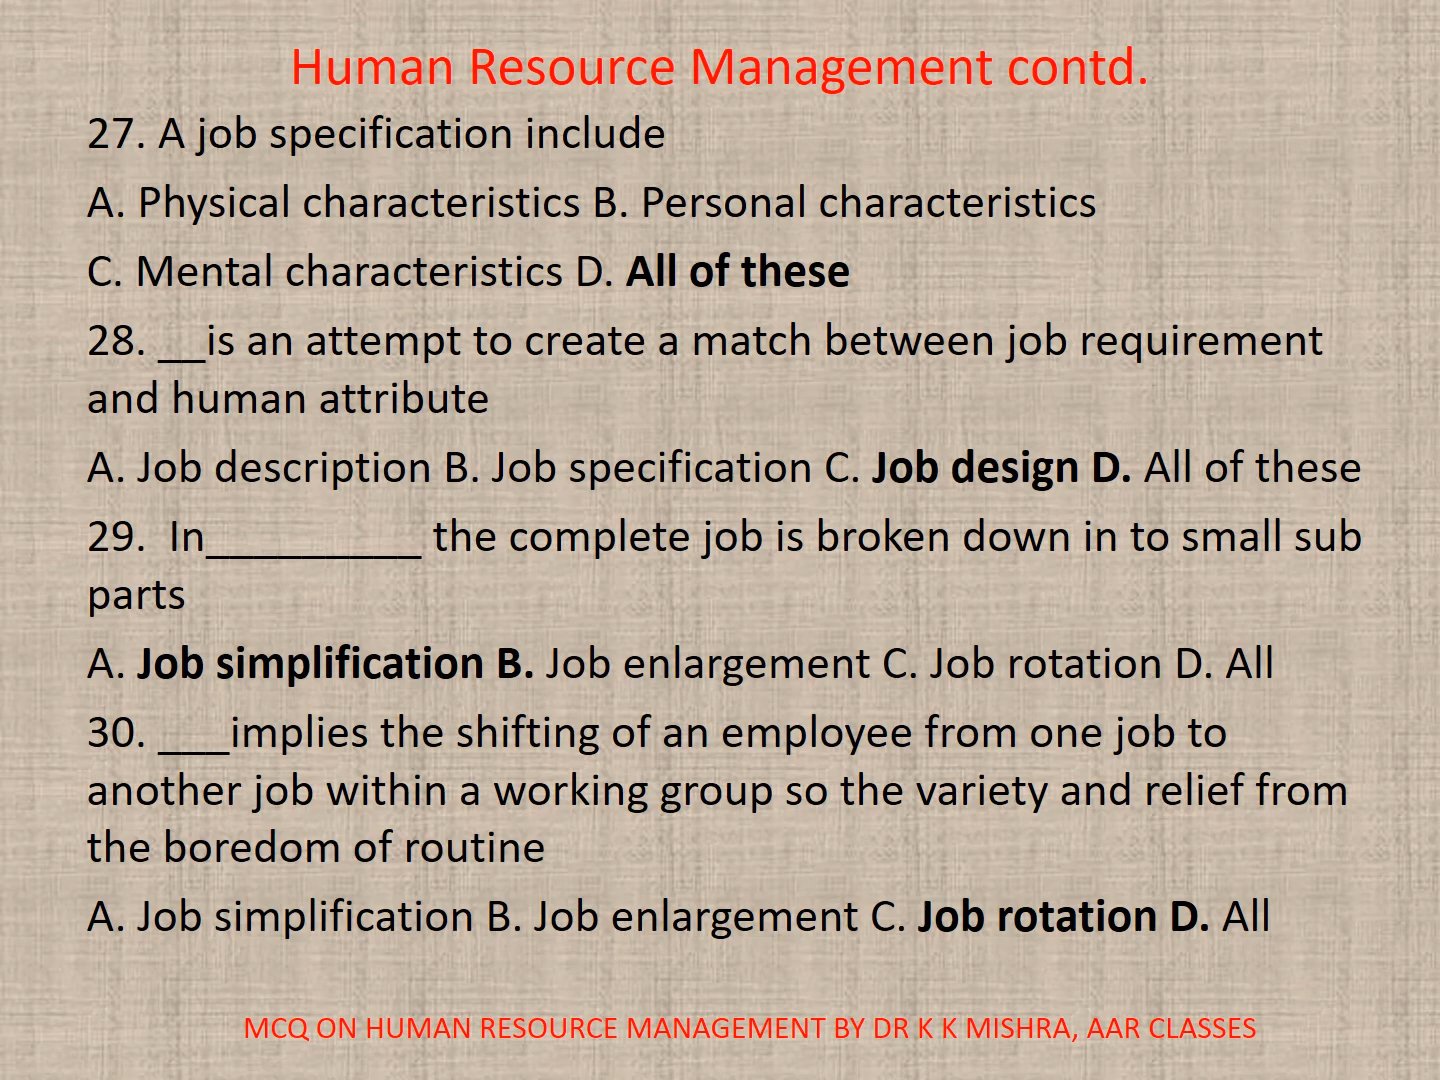 Human Resource Management contd.
27. A job specification include
A. Physical characteristics B. Personal characteristics
C. Mental characteristics D. All of these
28. __is an attempt to create a match between job requirement
and human attribute
A. Job description B. Job specification C. Job design D. All of these
29.  In_________ the complete job is broken down in to small sub
parts
A. Job simplification B. Job enlargement C. Job rotation D. All
30. ___implies the shifting of an employee from one job to
another job within a working group so the variety and relief from
the boredom of routine
A. Job simplification B. Job enlargement C. Job rotation D. All
MCQ ON HUMAN RESOURCE MANAGEMENT BY DR K K MISHRA, AAR CLASSES